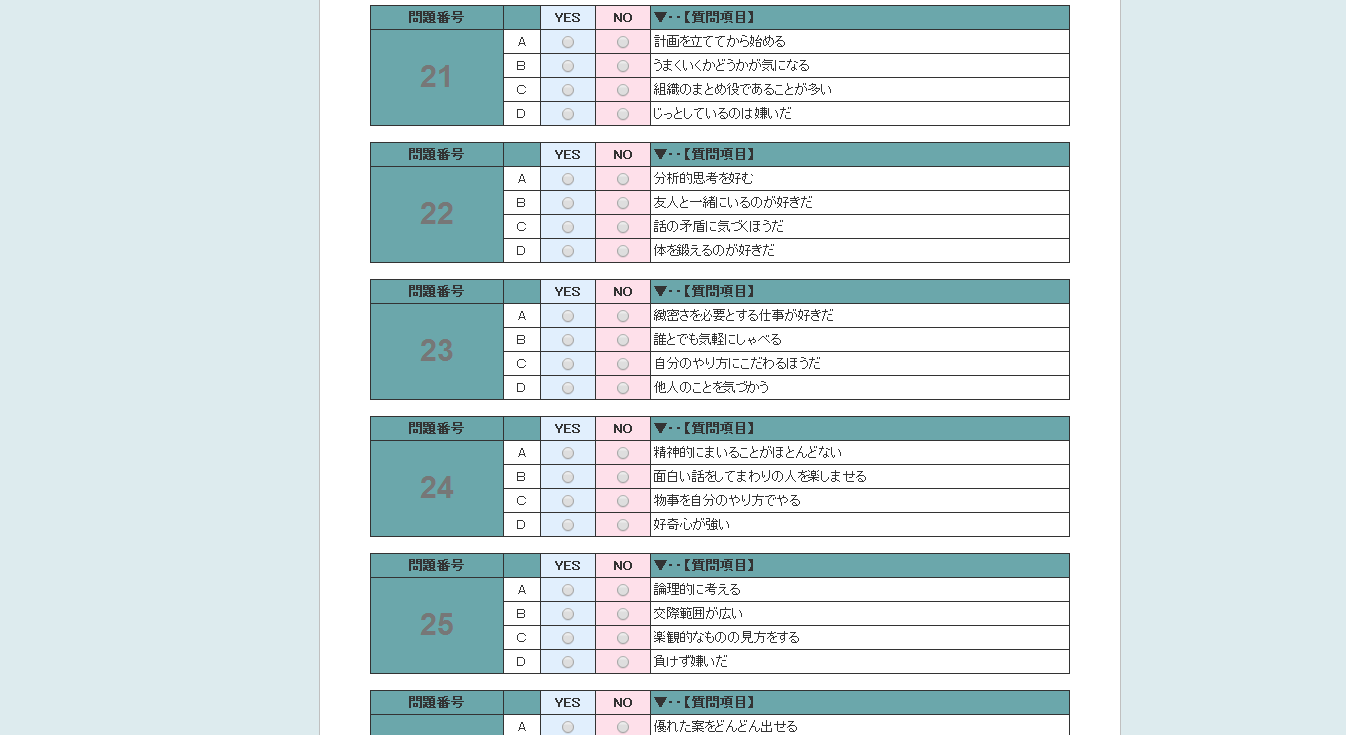 問題番号 YES NO ▼--【質問項目】
21
A 計画を立ててから始める
B うまくいくかどうかが気になる
C 組織のまとめ役であることが多い
D じっとしているのは嫌いだ
問題番号 YES NO ▼--【質問項目】
22
A 分析的思考を好む
B 友人と一緒にいるのが好きだ
C 話の矛盾に気づくほうだ
D 体を鍛えるのが好きだ
問題番号 YES NO ▼--【質問項目】
23
A 緻密さを必要とする仕事が好きだ
B 誰とでも気軽にしゃべる
C 自分のやり方にこだわるほうだ
D 他人のことを気づかう
問題番号 YES NO ▼--【質問項目】
24
A 精神的にまいることがほとんどない
B 面白い話をしてまわりの人を楽しませる
C 物事を自分のやり方でやる
D 好奇心が強い
問題番号 YES NO ▼--【質問項目】
25
A 論理的に考える
B 交際範囲が広い
C 楽観的なものの見方をする
D 負けず嫌いだ
問題番号 YES NO ▼--【質問項目】
A 優れた案をどんどん出せる